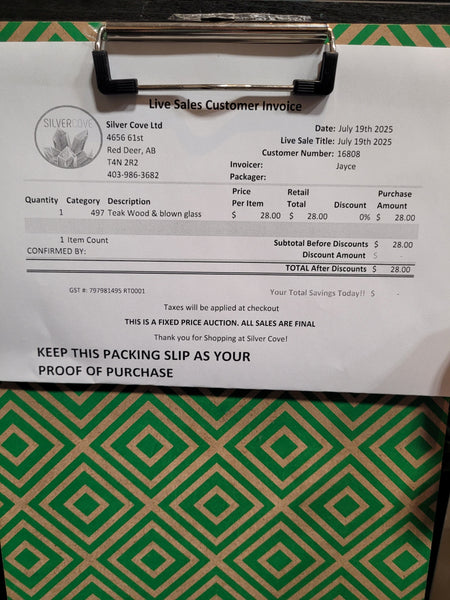 Live Sales Customer Invoice
SILVERCOVE
Silver Cove Ltd
4656 61st
Red Deer, AB
T4N 2R2
403-986-3682
Date: July 19th 2025
Live Sale Title: July 19th 2025
Customer Number: 16808
Invoicer: Jayce
Packager:
Quantity Category Description Price Per Item Retail Total Discount Purchase Amount
1 497 Teak Wood & blown glass $ 28.00 $ 28.00 0% $ 28.00
1 Item Count
Subtotal Before Discounts $ 28.00
CONFIRMED BY:
Discount Amount $ -
TOTAL After Discounts $ 28.00
GST #: 797981495 RT0001
Your Total Savings Today!! $ -
Taxes will be applied at checkout
THIS IS A FIXED PRICE AUCTION. ALL SALES ARE FINAL
Thank you for Shopping at Silver Cove!
KEEP THIS PACKING SLIP AS YOUR
PROOF OF PURCHASE